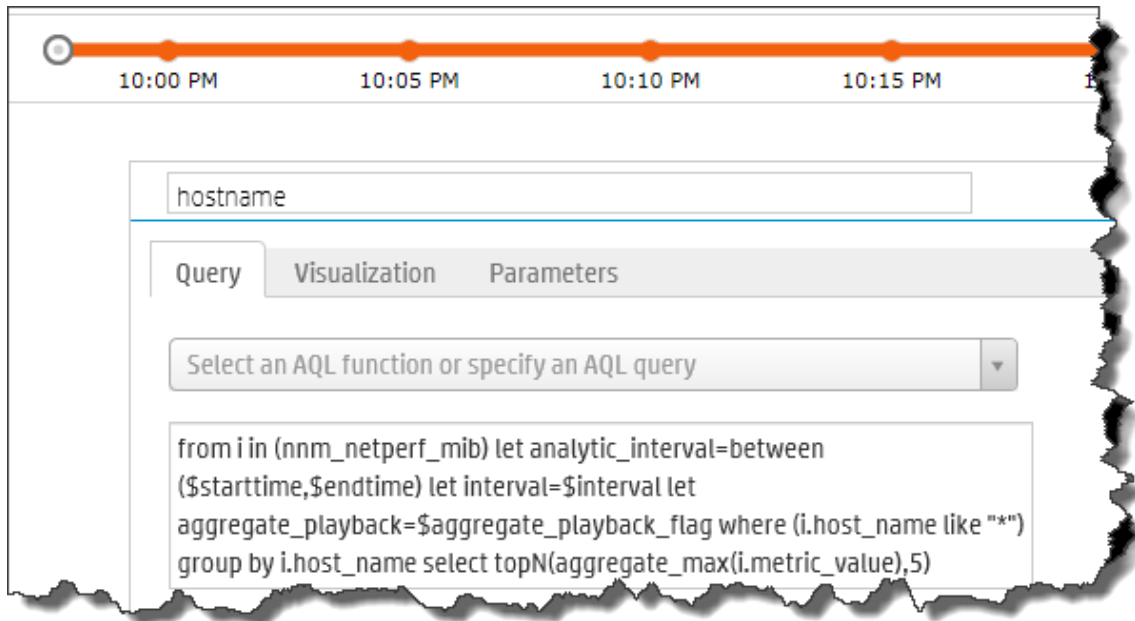 10:00 PM 10:05 PM 10:10 PM 10:15 PM 1
hostname
Query Visualization Parameters
Select an AQL function or specify an AQL query
from i in (nnm_netperf_mib) let analytic_interval=between
($starttime,$endtime) let interval=$interval let
aggregate_playback=$aggregate_playback_flag where (i.host_name like "*")
group by i.host_name select topN(aggregate_max(i.metric_value),5)